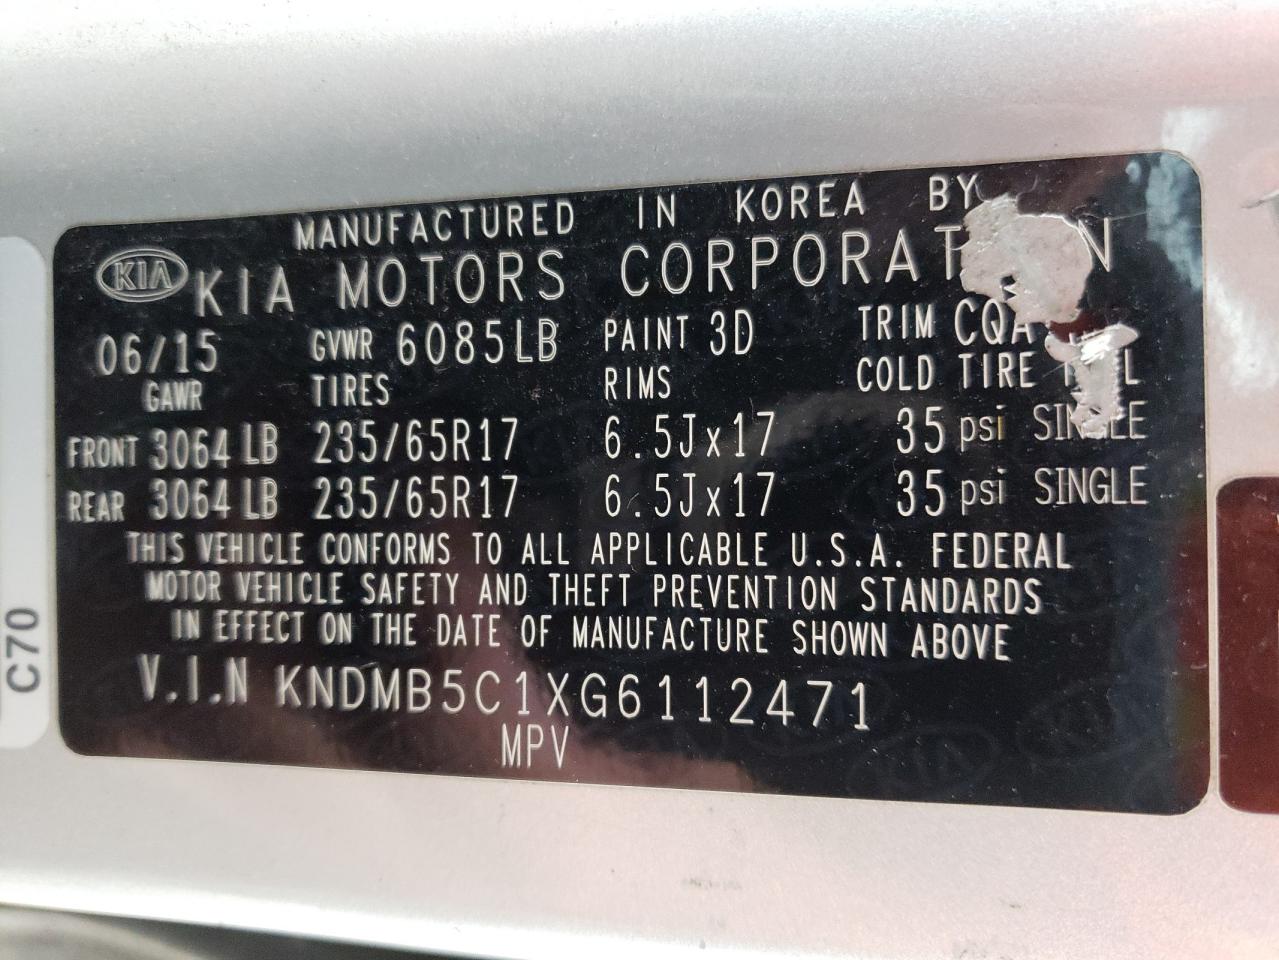 MANUFACTURED IN KOREA BY
KIA KIA MOTORS
06/15 GVWR 6085LB PAINT 3D TRIM
GAWR TIRES RIMS COLD TIRE
FRONT 3064 LB 235/65R17 6.5Jx17 35 psi SINGLE
REAR 3064 LB 235/65R17 6.5Jx17 35 psi SINGLE
THIS VEHICLE CONFORMS TO ALL APPLICABLE U.S.A. FEDERAL
MOTOR VEHICLE SAFETY AND THEFT PREVENTION STANDARDS
IN EFFECT ON THE DATE OF MANUFACTURE SHOWN ABOVE
V.I.N KNDMB5C1XG6112471
MPV
C70